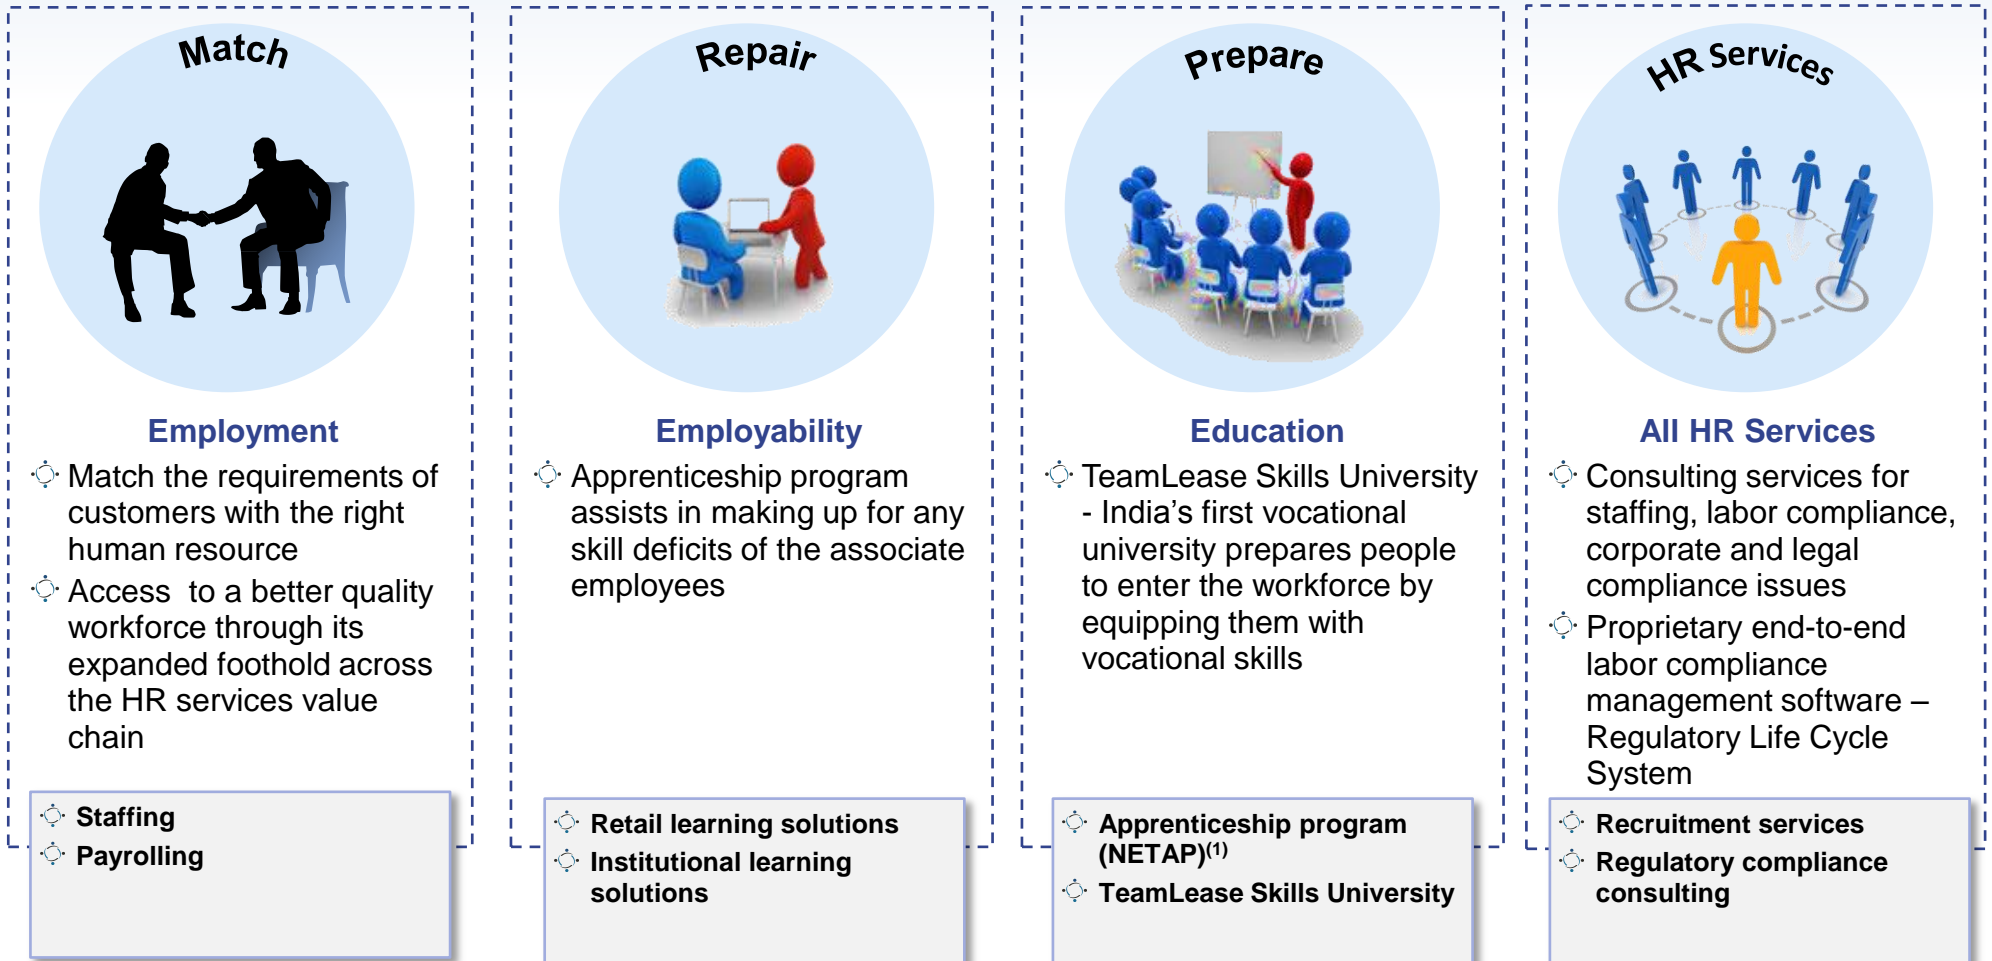 Match
Employment
Match the requirements of
customers with the right
human resource
Access to a better quality
workforce through its
expanded foothold across
the HR services value
chain
Staffing
Payrolling
Repair
Employability
Apprenticeship program
assists in making up for any
skill deficits of the associate
employees
Retail learning solutions
Institutional learning
solutions
Prepare
Education
TeamLease Skills University
- India’s first vocational
university prepares people
to enter the workforce by
equipping them with
vocational skills
Apprenticeship program
(NETAP)(1)
TeamLease Skills University
HR Services
All HR Services
Consulting services for
staffing, labor compliance,
corporate and legal
compliance issues
Proprietary end-to-end
labor compliance
management software –
Regulatory Life Cycle
System
Recruitment services
Regulatory compliance
consulting